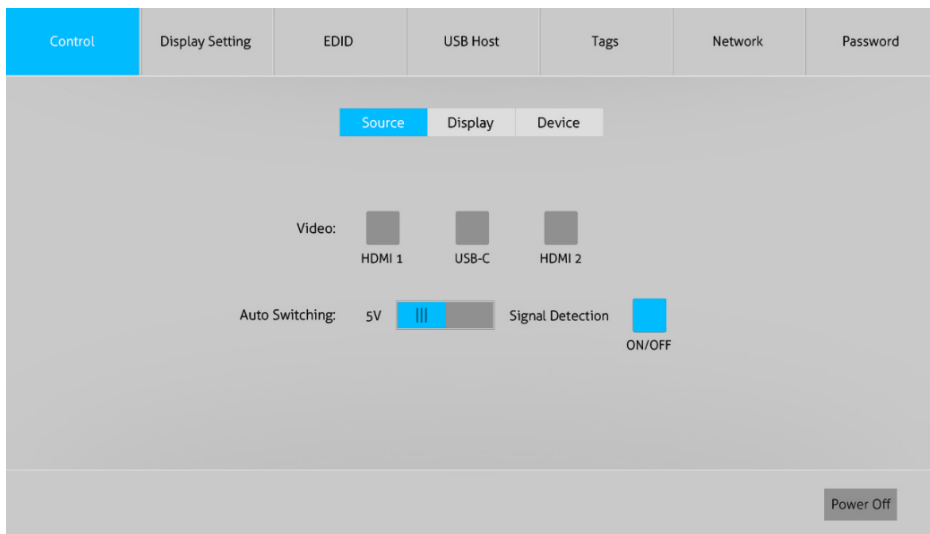 Control Display Setting EDID USB Host Tags Network Password
Source Display Device
Video:
HDMI 1 USB-C HDMI 2
Auto Switching: 5V Signal Detection
ON/OFF
Power Off